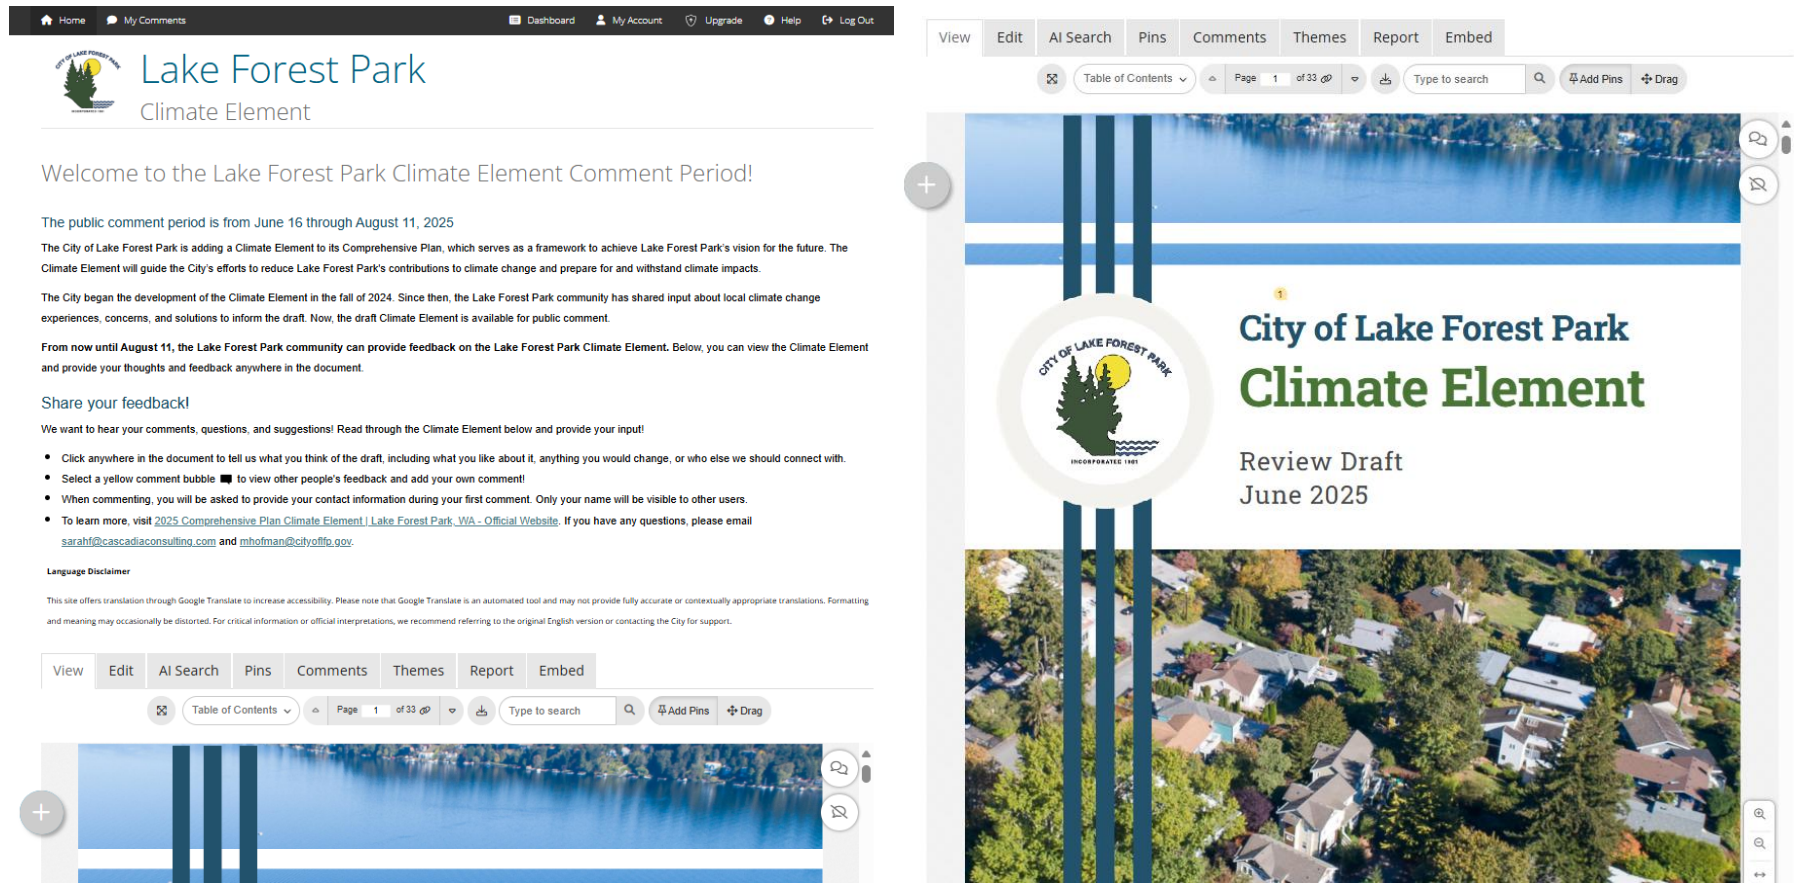 Home My Comments Dashboard My Account Upgrade Help Log Out
CITY OF LAKE FOREST PARK
INCORPORATED 1961
Lake Forest Park
Climate Element
Welcome to the Lake Forest Park Climate Element Comment Period!
The public comment period is from June 16 through August 11, 2025
The City of Lake Forest Park is adding a Climate Element to its Comprehensive Plan, which serves as a framework to achieve Lake Forest Park's vision for the future. The
Climate Element will guide the City's efforts to reduce Lake Forest Park's contributions to climate change and prepare for and withstand climate impacts.
The City began the development of the Climate Element in the fall of 2024. Since then, the Lake Forest Park community has shared input about local climate change
experiences, concerns, and solutions to inform the draft. Now, the draft Climate Element is available for public comment.
From now until August 11, the Lake Forest Park community can provide feedback on the Lake Forest Park Climate Element. Below, you can view the Climate Element
and provide your thoughts and feedback anywhere in the document.
Share your feedback!
We want to hear your comments, questions, and suggestions! Read through the Climate Element below and provide your input!
• Click anywhere in the document to tell us what you think of the draft, including what you like about it, anything you would change, or who else we should connect with.
• Select a yellow comment bubble to view other people's feedback and add your own comment!
• When commenting, you will be asked to provide your contact information during your first comment. Only your name will be visible to other users.
• To learn more, visit 2025 Comprehensive Plan Climate Element | Lake Forest Park, WA - Official Website. If you have any questions, please email
sarahf@cascadiaconsulting.com and mhofman@cityoflfp.gov.
Language Disclaimer
This site offers translation through Google Translate to increase accessibility. Please note that Google Translate is an automated tool and may not provide fully accurate or contextually appropriate translations. Formatting
and meaning may occasionally be distorted. For critical information or official interpretations, we recommend referring to the original English version or contacting the City for support.
View Edit AI Search Pins Comments Themes Report Embed
Table of Contents Page 1 of 33 Type to search Add Pins Drag
View Edit AI Search Pins Comments Themes Report Embed
Table of Contents Page 1 of 33 Type to search Add Pins Drag
1
City of Lake Forest Park
Climate Element
CITY OF LAKE FOREST PARK
INCORPORATED 1961
Review Draft
June 2025